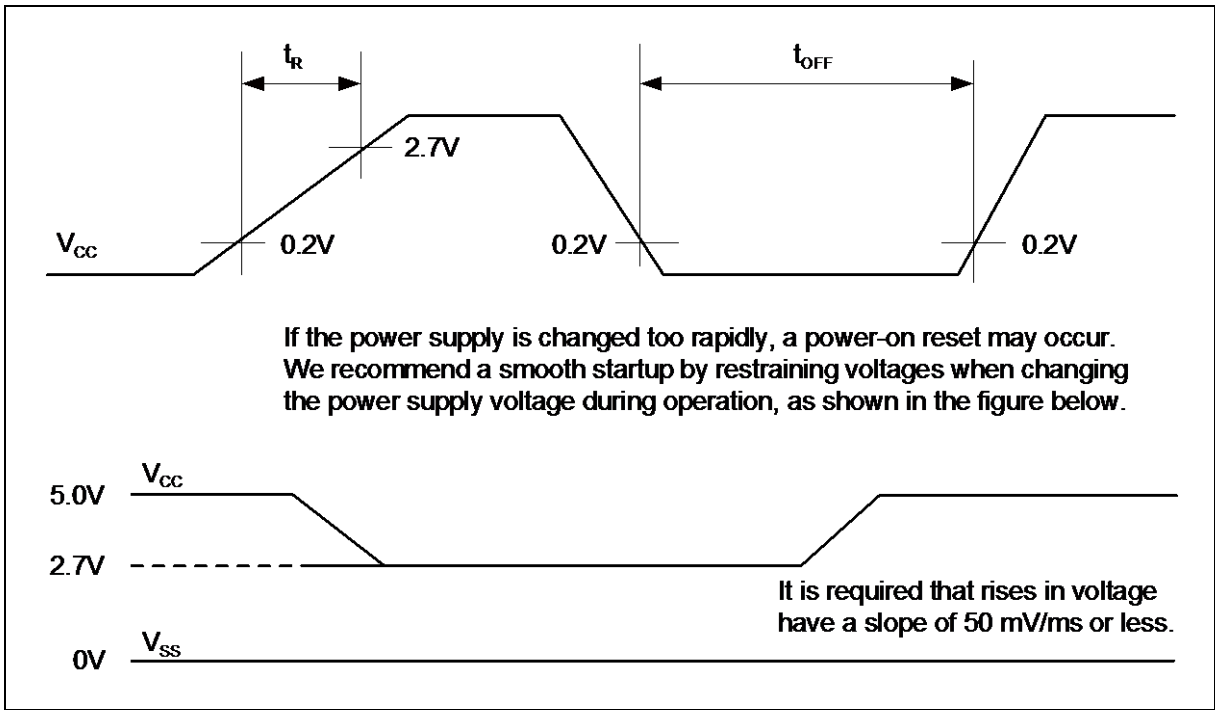 tR
tOFF
2.7V
VCC
0.2V
0.2V
0.2V
If the power supply is changed too rapidly, a power-on reset may occur.
We recommend a smooth startup by restraining voltages when changing
the power supply voltage during operation, as shown in the figure below.
VCC
5.0V
2.7V
It is required that rises in voltage
have a slope of 50 mV/ms or less.
VSS
0V